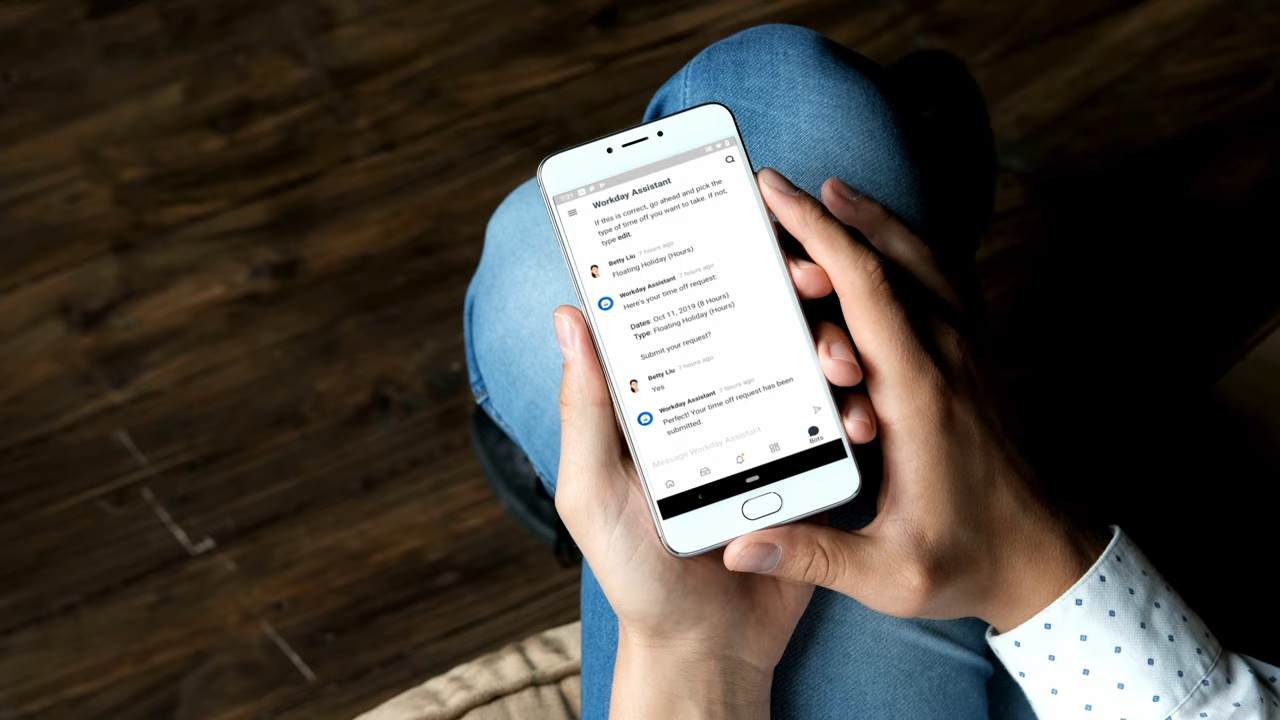 7:21
Workday Assistant
If this is correct, go ahead and pick the
type of time off you want to take. If not,
type edit.
Betty Liu 7 hours ago
Floating Holiday (Hours)
Workday Assistant 7 hours ago
Here's your time off request:
Dates: Oct 11, 2019 (8 Hours)
Type: Floating Holiday (Hours)
Submit your request?
Betty Liu 7 hours ago
Yes
Workday Assistant 7 hours ago
Perfect! Your time off request has been
submitted.
Message Workday Assistant
Bots